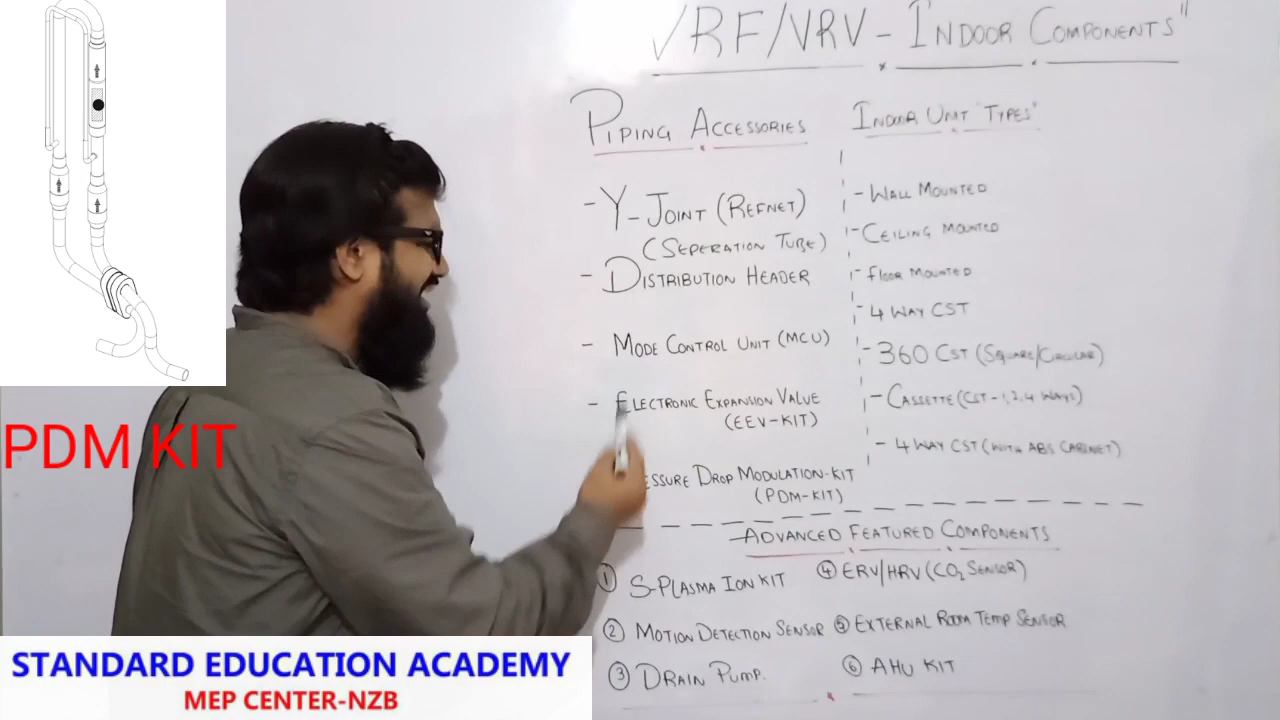 VRF/VRV - INDOOR COMPONENTS"
PIPING ACCESSORIES
- Y-JOINT (REFNET)
(SEPERATION TUBE)
- DISTRIBUTION HEADER
- MODE CONTROL UNIT (MCU)
- ELECTRONIC EXPANSION VALVE
(EEV-KIT)
ESSURE DROP MODULATION-KIT
(PDM-KIT)
INDOOR UNIT "TYPES"
- WALL MOUNTED
- CEILING MOUNTED
- FLOOR MOUNTED
- 4 WAY CST
- 360 CST (SQUARE/CIRCULAR)
- CASSETTE (CST-1,2,4 WAYS)
- 4 WAY CST (WITH ABS CABINET)
ADVANCED FEATURED COMPONENTS
① S-PLASMA ION KIT
② MOTION DETECTION SENSOR
③ DRAIN PUMP.
④ ERV/HRV (CO₂ SENSOR)
⑤ EXTERNAL ROOM TEMP SENSOR
⑥ AHU KIT
PDM KIT
STANDARD EDUCATION ACADEMY
MEP CENTER-NZB